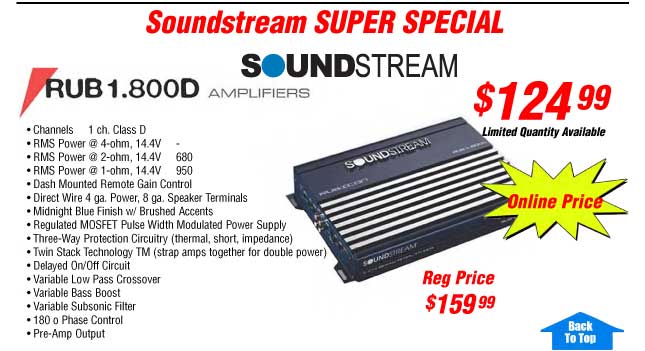 Soundstream SUPER SPECIAL
SOUNDSTREAM
RUB1.800D AMPLIFIERS
$124.99
Limited Quantity Available
• Channels 1 ch. Class D
• RMS Power @ 4-ohm, 14.4V -
• RMS Power @ 2-ohm, 14.4V 680
• RMS Power @ 1-ohm, 14.4V 950
• Dash Mounted Remote Gain Control
• Direct Wire 4 ga. Power, 8 ga. Speaker Terminals
• Midnight Blue Finish w/ Brushed Accents
• Regulated MOSFET Pulse Width Modulated Power Supply
• Three-Way Protection Circuitry (thermal, short, impedance)
• Twin Stack Technology TM (strap amps together for double power)
• Delayed On/Off Circuit
• Variable Low Pass Crossover
• Variable Bass Boost
• Variable Subsonic Filter
• 180 o Phase Control
• Pre-Amp Output
SOUNDSTREAM
RUBICON
SOUNDSTREAM
Online Price
Reg Price
$159.99
Back
To Top